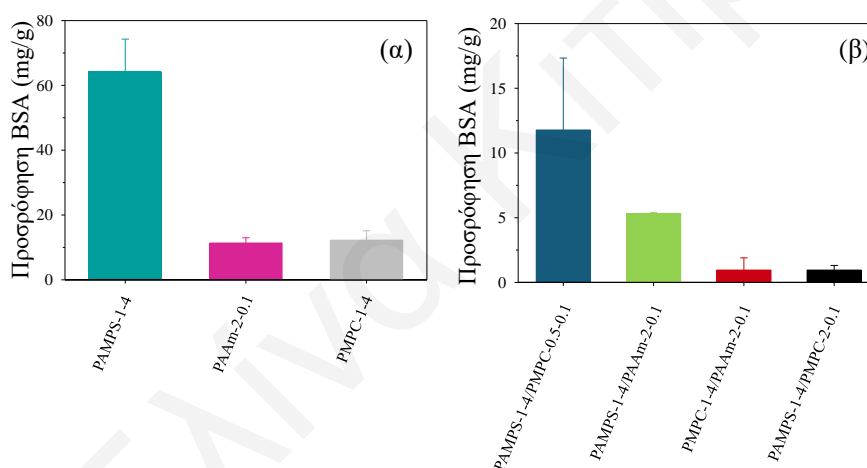 Προσρόφηση BSA (mg/g)
80
60
40
20
0
(α)
PAMPS-1-4
PAAm-2-0.1
PMPC-1-4
Προσρόφηση BSA (mg/g)
20
15
10
5
0
(β)
PAMPS-1-4/PMPC-0.5-0.1
PAMPS-1-4/PAAm-2-0.1
PMPC-1-4/PAAm-2-0.1
PAMPS-1-4/PMPC-2-0.1